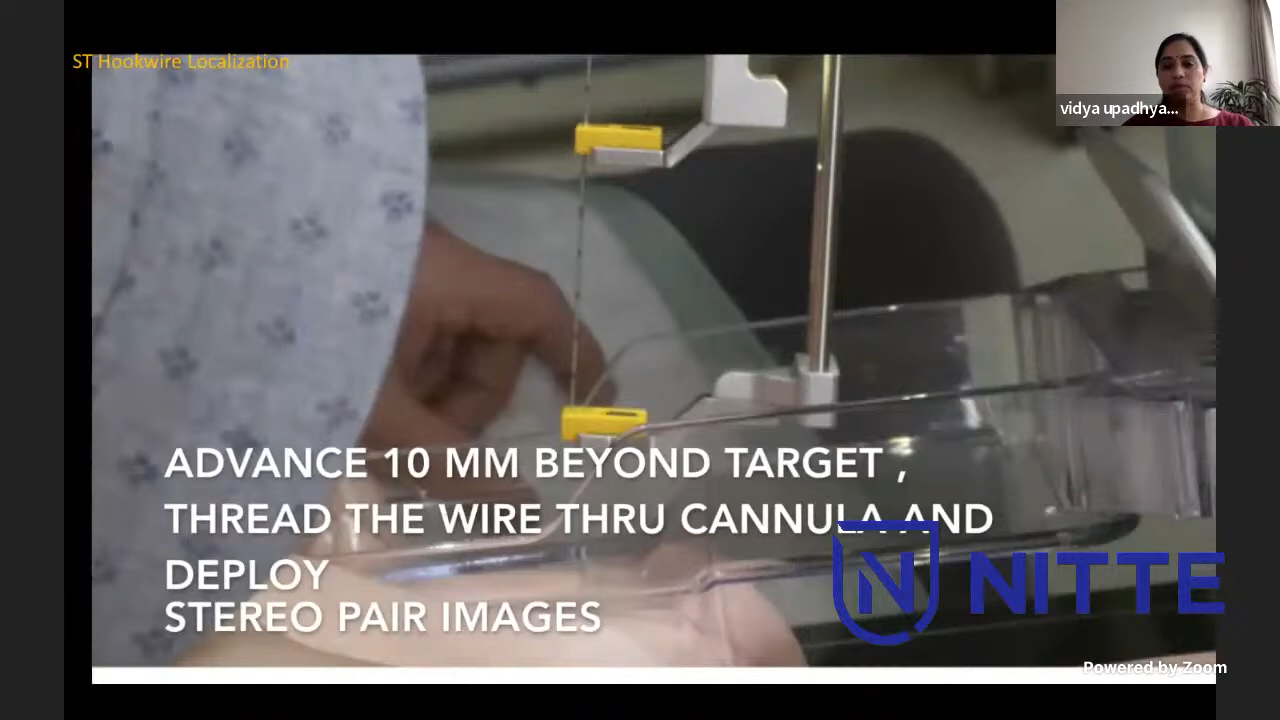 ST Hookwire Localization
vidya upadhya...
ADVANCE 10 MM BEYOND TARGET ,
THREAD THE WIRE THRU CANNULA AND
DEPLOY
STEREO PAIR IMAGES
N NITTE
Powered by Zoom